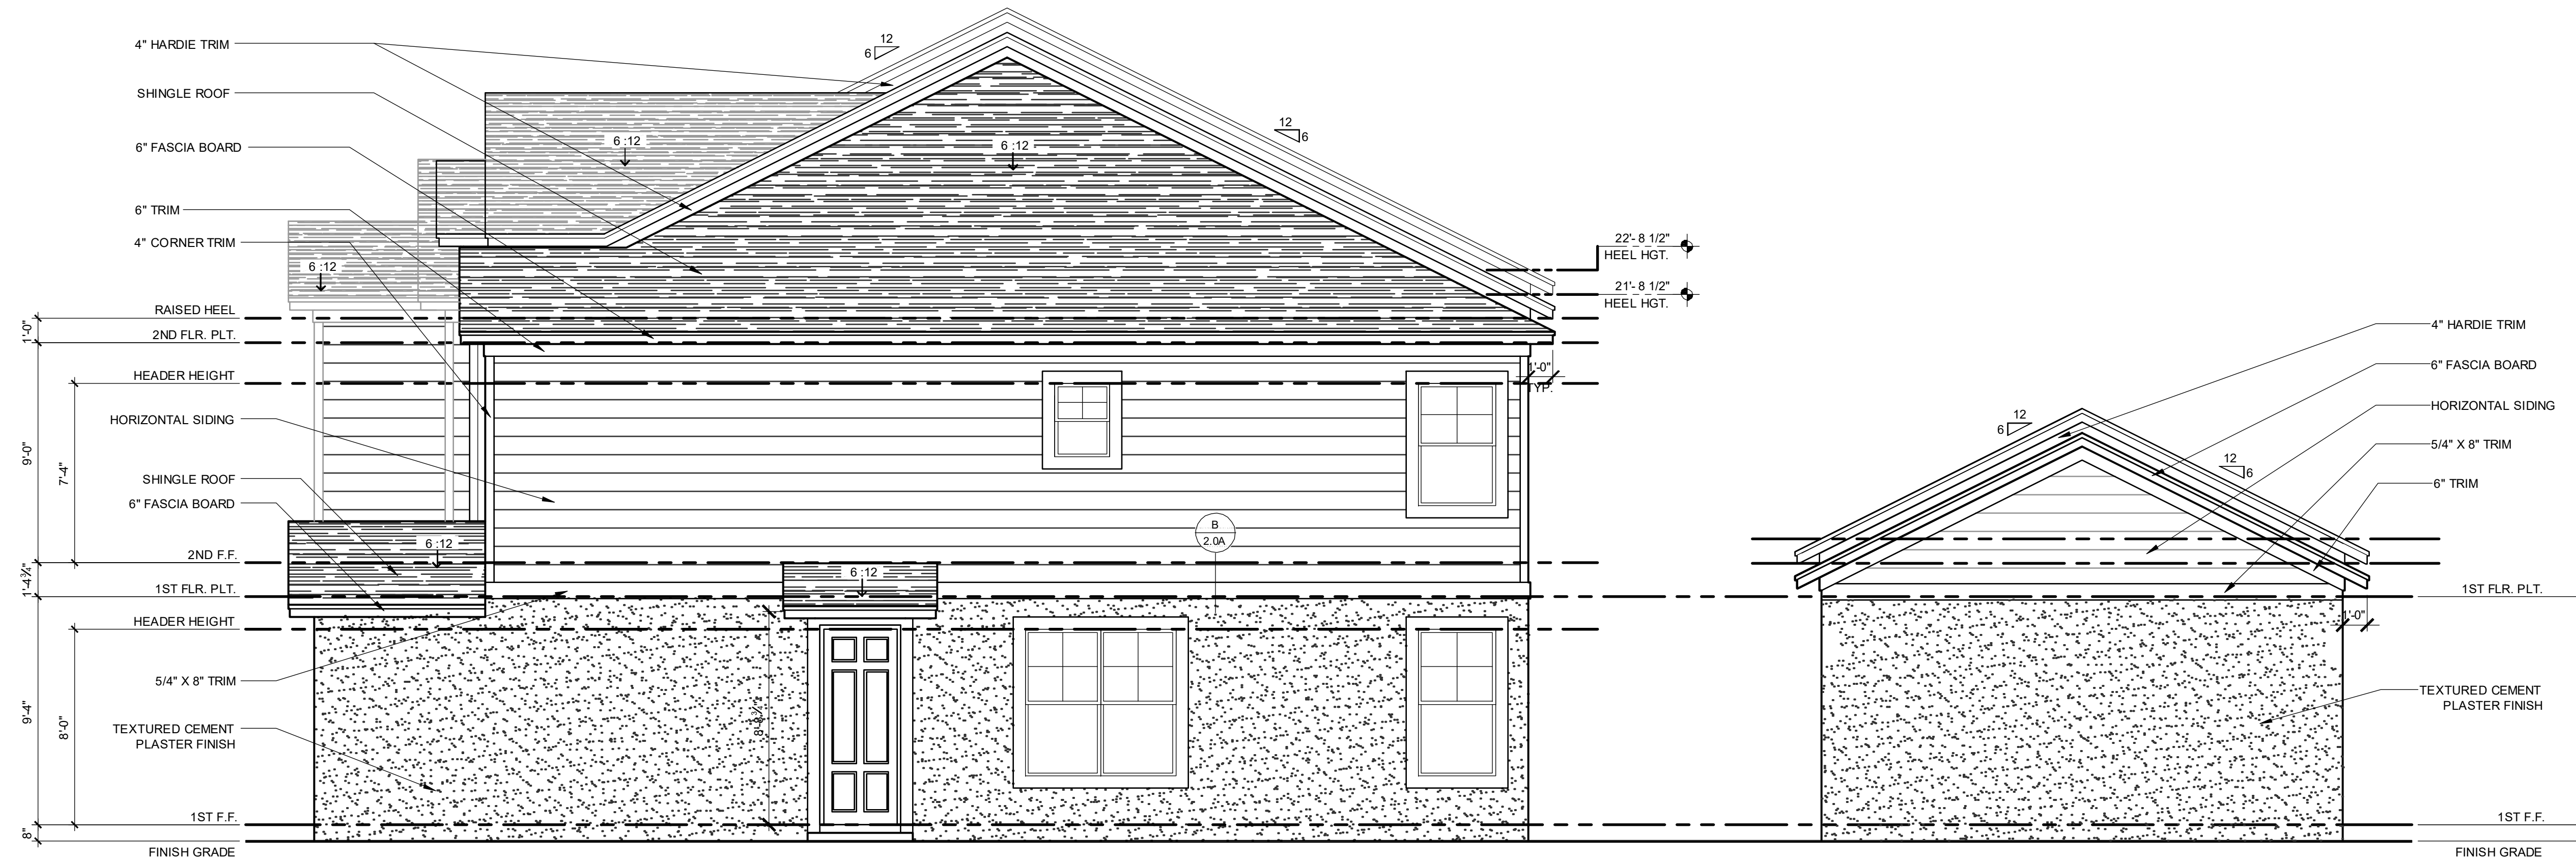 4" HARDIE TRIM
SHINGLE ROOF
6" FASCIA BOARD
6" TRIM
4" CORNER TRIM
RAISED HEEL
2ND FLR. PLT.
HEADER HEIGHT
HORIZONTAL SIDING
SHINGLE ROOF
6" FASCIA BOARD
2ND F.F.
1ST FLR. PLT.
HEADER HEIGHT
5/4" X 8" TRIM
TEXTURED CEMENT
PLASTER FINISH
1ST F.F.
FINISH GRADE
1'-0"
9'-0"
7'-4"
1'-4¾"
9'-4"
8'-0"
8"
12
6
12
6
6 :12
6 :12
6 :12
6 :12
6 :12
22'- 8 1/2"
HEEL HGT.
21'- 8 1/2"
HEEL HGT.
1'-0"
TYP.
B
2.0A
12
6
12
6
4" HARDIE TRIM
6" FASCIA BOARD
HORIZONTAL SIDING
5/4" X 8" TRIM
6" TRIM
1ST FLR. PLT.
1'-0"
TEXTURED CEMENT
PLASTER FINISH
1ST F.F.
FINISH GRADE